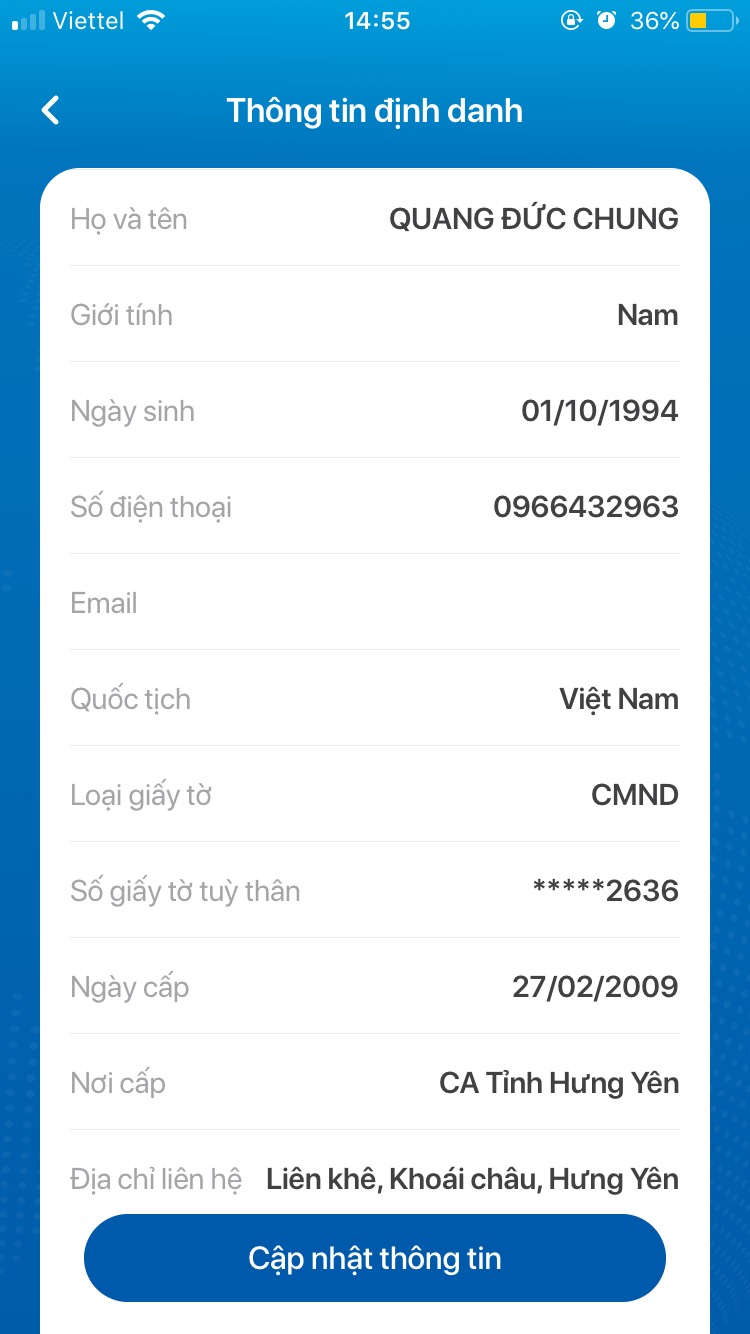 Viettel 14:55 36%
Thông tin định danh
Họ và tên QUANG ĐỨC CHUNG
Giới tính Nam
Ngày sinh 01/10/1994
Số điện thoại 0966432963
Email
Quốc tịch Việt Nam
Loại giấy tờ CMND
Số giấy tờ tuỳ thân *****2636
Ngày cấp 27/02/2009
Nơi cấp CA Tỉnh Hưng Yên
Địa chỉ liên hệ Liên khê, Khoái châu, Hưng Yên
Cập nhật thông tin